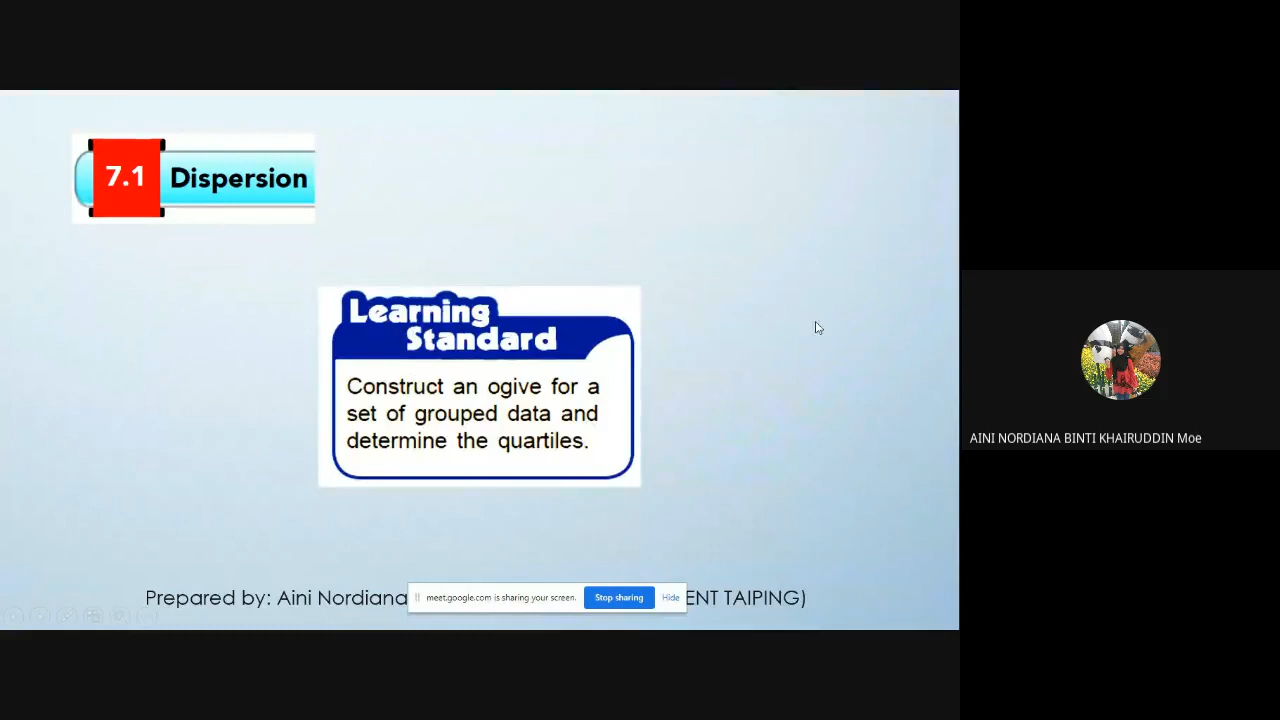 7.1 Dispersion
Learning
Standard
Construct an ogive for a
set of grouped data and
determine the quartiles.
Prepared by: Aini Nordiana
meet.google.com is sharing your screen. Stop sharing Hide
ENT TAIPING)
AINI NORDIANA BINTI KHAIRUDDIN Moe